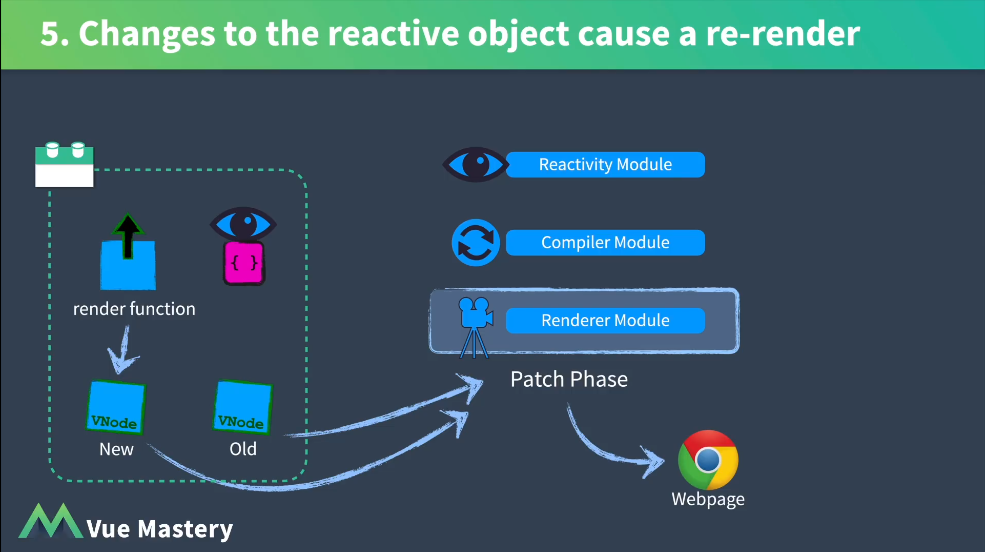 5. Changes to the reactive object cause a re-render
Reactivity Module
Compiler Module
{ }
render function
Renderer Module
Patch Phase
VNode
VNode
New
Old
Webpage
Vue Mastery